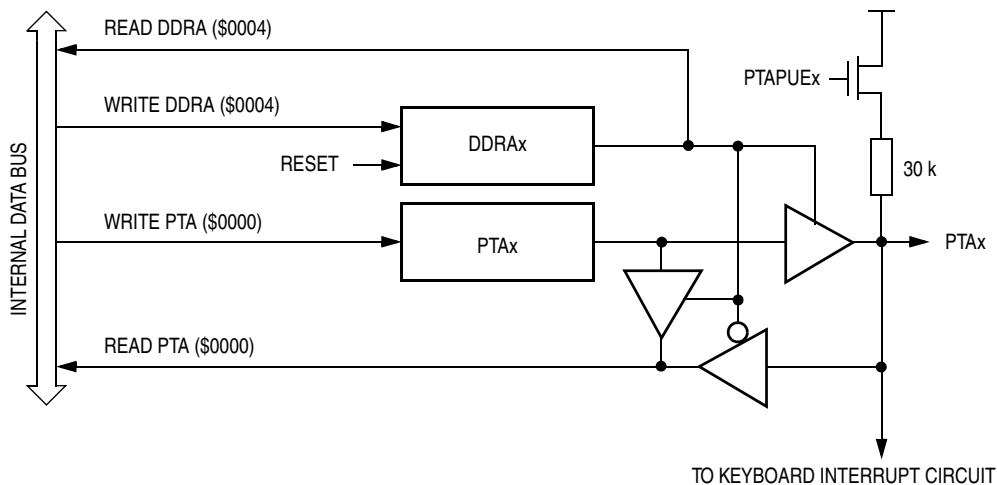 READ DDRA ($0004)
PTAPUEx
WRITE DDRA ($0004)
DDRAx
RESET
30 k
INTERNAL DATA BUS
WRITE PTA ($0000)
PTAx
PTAx
READ PTA ($0000)
TO KEYBOARD INTERRUPT CIRCUIT